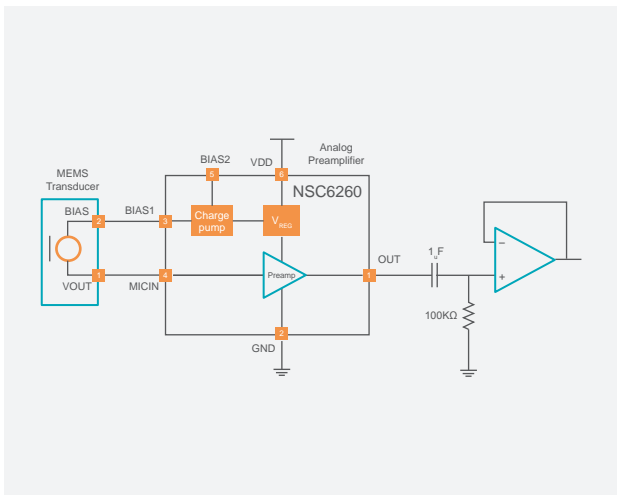 MEMS
Transducer
BIAS
2
1
VOUT
BIAS1
3
MICIN
4
BIAS2
5
VDD
6
Analog
Preamplifier
NSC6260
Charge
pump
VREG
Preamp
2
GND
OUT
1
1uF
100KΩ
−
+